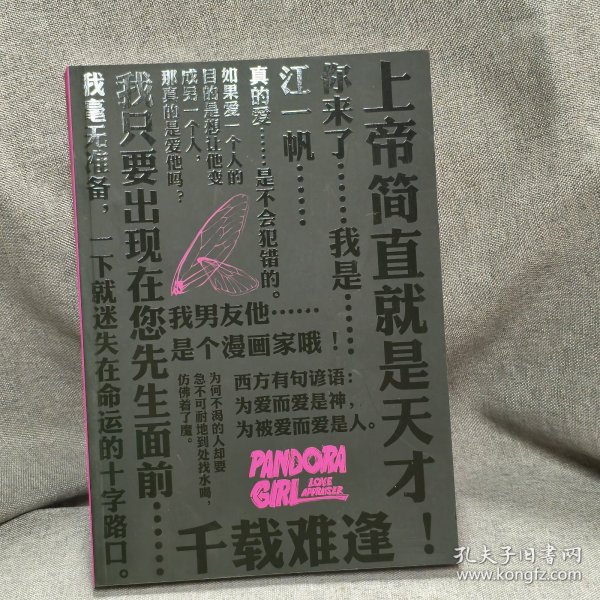 上帝简直就是天才！
你来了……我是……
江一帆……
真的爱……是不会犯错的。
如果爱一个人的
目的是想让他变
成另一个人，
那真的是爱他吗？
我只要出现在您先生面前……
我毫无准备，一下就迷失在命运的十字路口。
我男友他……
是个漫画家哦！
西方有句谚语：
为爱而爱是神，
为被爱而爱是人。
为何不渴的人却要
急不可耐地到处找水喝，
仿佛着了魔。
PANDORA
GIRL
LOVE
APPRAISER
千载难逢
孔夫子旧书网
www.kongfz.com